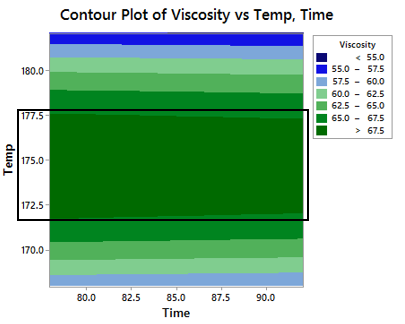 Contour Plot of Viscosity vs Temp, Time
Viscosity
< 55.0
55.0 – 57.5
57.5 – 60.0
60.0 – 62.5
62.5 – 65.0
65.0 – 67.5
> 67.5
Temp
180.0
177.5
175.0
172.5
170.0
80.0 82.5 85.0 87.5 90.0
Time